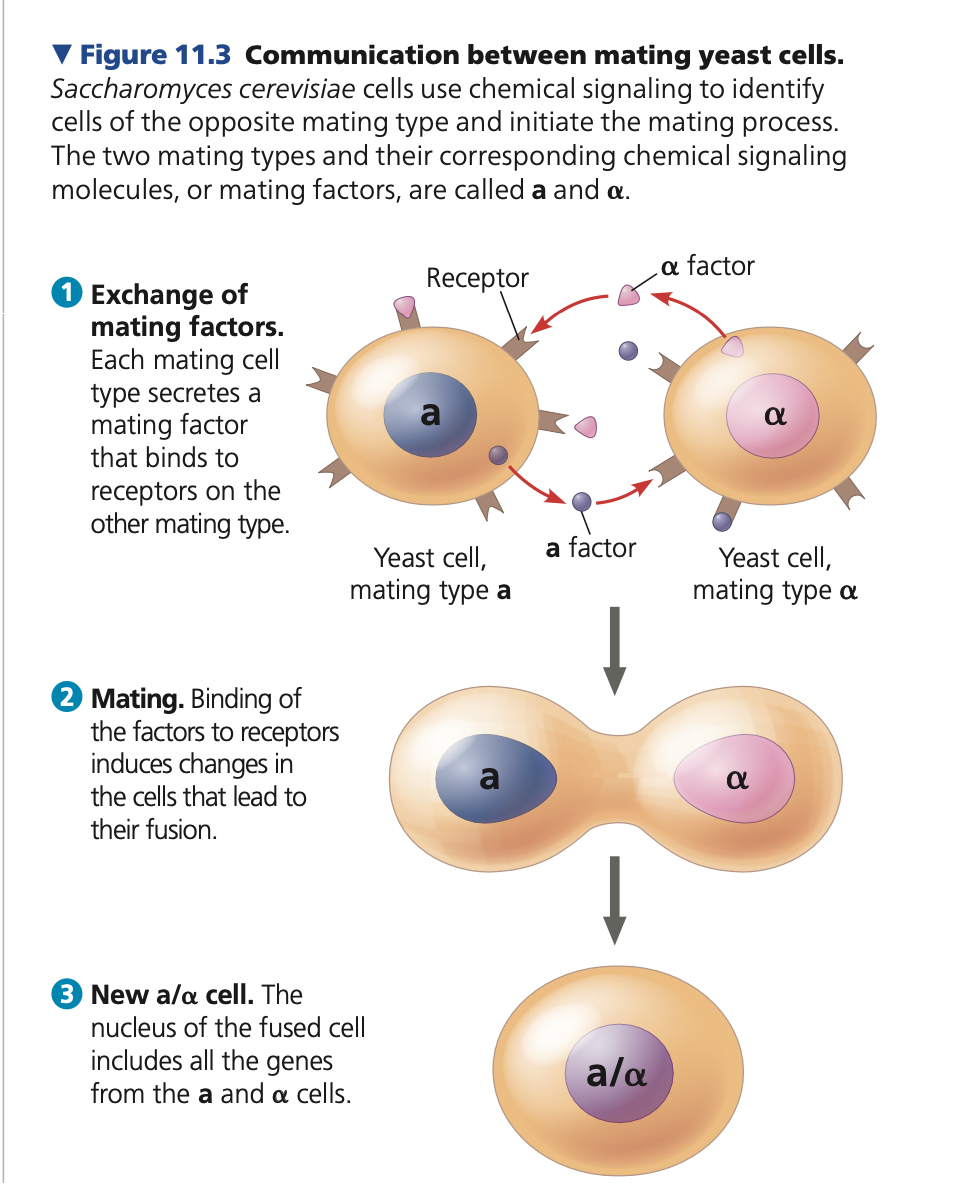 ▼ Figure 11.3 Communication between mating yeast cells.
Saccharomyces cerevisiae cells use chemical signaling to identify
cells of the opposite mating type and initiate the mating process.
The two mating types and their corresponding chemical signaling
molecules, or mating factors, are called a and α.
1 Exchange of
mating factors.
Each mating cell
type secretes a
mating factor
that binds to
receptors on the
other mating type.
Receptor
α factor
a
α
a factor
Yeast cell,
mating type a
Yeast cell,
mating type α
2 Mating. Binding of
the factors to receptors
induces changes in
the cells that lead to
their fusion.
a
α
3 New a/α cell. The
nucleus of the fused cell
includes all the genes
from the a and α cells.
a/α